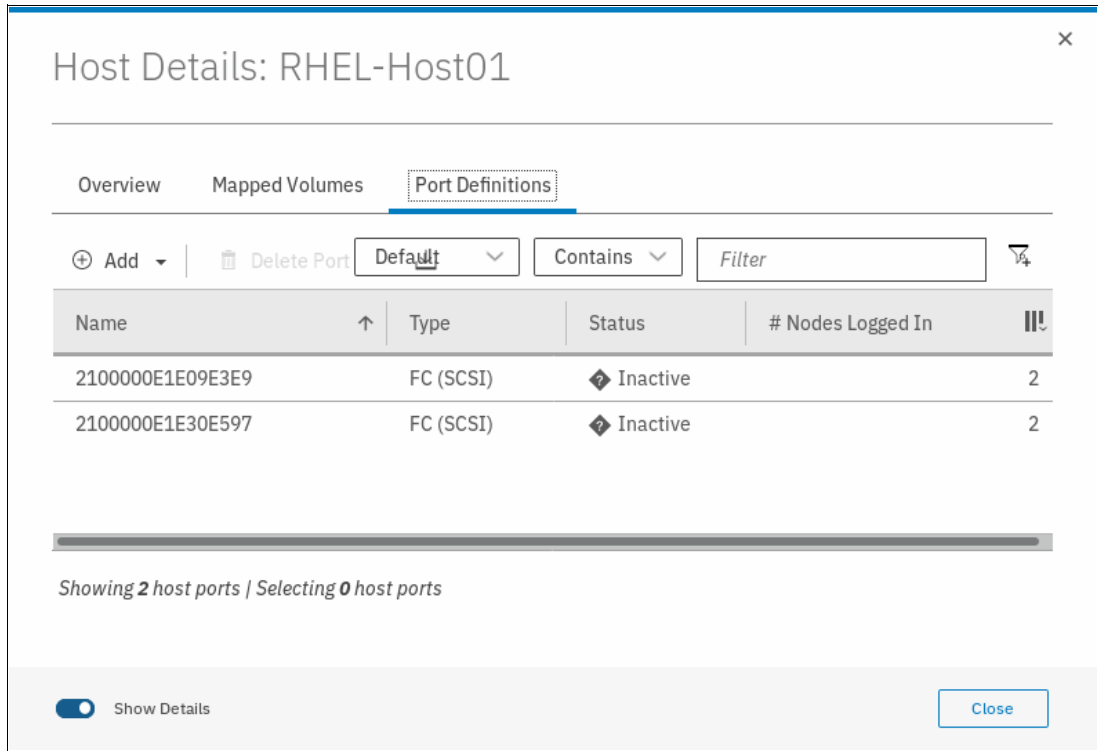 Host Details: RHEL-Host01
Overview Mapped Volumes Port Definitions
Add Delete Port Default Contains Filter
Name Type Status # Nodes Logged In
2100000E1E09E3E9 FC (SCSI) Inactive 2
2100000E1E30E597 FC (SCSI) Inactive 2
Showing 2 host ports | Selecting 0 host ports
Show Details Close